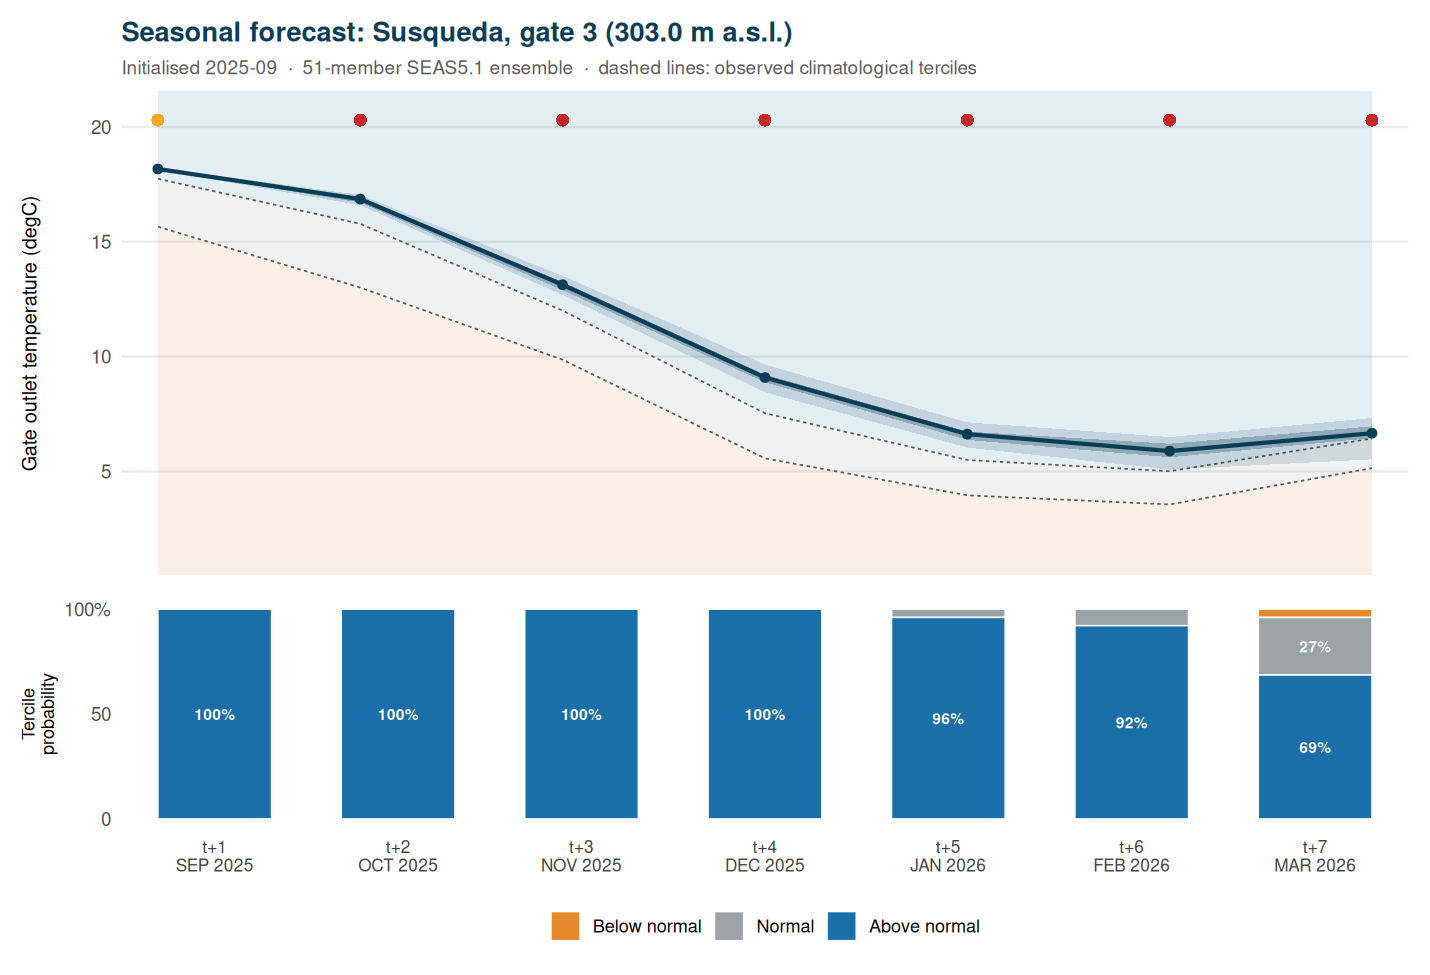 Seasonal forecast: Susqueda, gate 3 (303.0 m a.s.l.)
Initialised 2025-09 · 51-member SEAS5.1 ensemble · dashed lines: observed climatological terciles
Gate outlet temperature (degC)
20
15
10
5
Tercile
probability
100%
50
0
100%
100%
100%
100%
96%
92%
27%
69%
t+1
SEP 2025
t+2
OCT 2025
t+3
NOV 2025
t+4
DEC 2025
t+5
JAN 2026
t+6
FEB 2026
t+7
MAR 2026
Below normal
Normal
Above normal